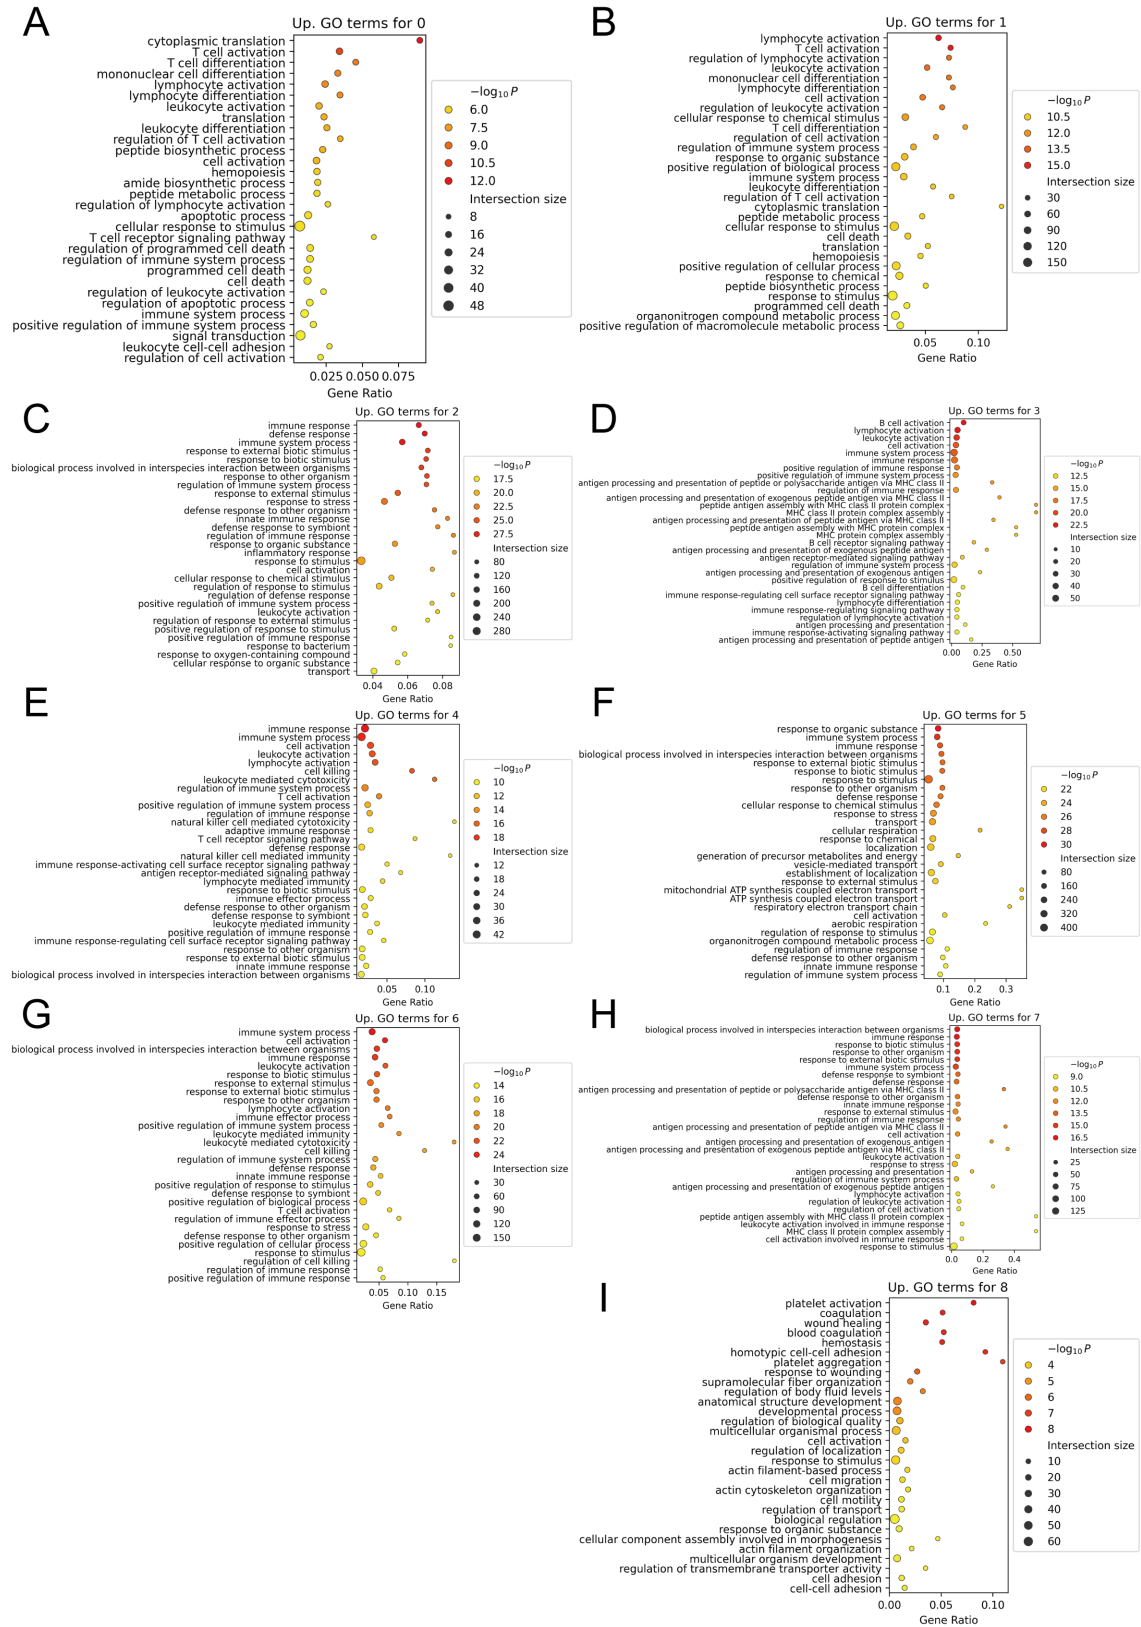 A
Up. GO terms for 0
cytoplasmic translation
T cell activation
T cell differentiation
mononuclear cell differentiation
lymphocyte activation
lymphocyte differentiation
leukocyte activation
translation
leukocyte differentiation
regulation of T cell activation
peptide biosynthetic process
cell activation
hemopoiesis
amide biosynthetic process
peptide metabolic process
regulation of lymphocyte activation
apoptotic process
cellular response to stimulus
T cell receptor signaling pathway
regulation of programmed cell death
regulation of immune system process
programmed cell death
cell death
regulation of leukocyte activation
regulation of apoptotic process
immune system process
positive regulation of immune system process
signal transduction
leukocyte cell-cell adhesion
regulation of cell activation
0.025 0.050 0.075
Gene Ratio
−log10 P
6.0
7.5
9.0
10.5
12.0
Intersection size
8
16
24
32
40
48
B
Up. GO terms for 1
lymphocyte activation
T cell activation
regulation of lymphocyte activation
leukocyte activation
mononuclear cell differentiation
lymphocyte differentiation
cell activation
regulation of leukocyte activation
cellular response to chemical stimulus
T cell differentiation
regulation of cell activation
regulation of immune system process
response to organic substance
positive regulation of biological process
immune system process
leukocyte differentiation
regulation of T cell activation
cytoplasmic translation
peptide metabolic process
cellular response to stimulus
cell death
translation
hemopoiesis
positive regulation of cellular process
response to chemical
peptide biosynthetic process
response to stimulus
programmed cell death
organonitrogen compound metabolic process
positive regulation of macromolecule metabolic process
0.05 0.10
Gene Ratio
−log10 P
10.5
12.0
13.5
15.0
Intersection size
30
60
90
120
150
C
Up. GO terms for 2
immune response
defense response
immune system process
response to external biotic stimulus
response to biotic stimulus
biological process involved in interspecies interaction between organisms
response to other organism
regulation of immune system process
response to external stimulus
response to stress
defense response to other organism
innate immune response
defense response to symbiont
regulation of immune response
response to organic substance
inflammatory response
response to stimulus
cell activation
cellular response to chemical stimulus
regulation of response to stimulus
regulation of defense response
positive regulation of immune system process
leukocyte activation
regulation of response to external stimulus
positive regulation of response to stimulus
positive regulation of immune response
response to bacterium
response to oxygen-containing compound
cellular response to organic substance
transport
0.04 0.06 0.08
Gene Ratio
−log10 P
17.5
20.0
22.5
25.0
27.5
Intersection size
80
120
160
200
240
280
D
Up. GO terms for 3
B cell activation
lymphocyte activation
leukocyte activation
cell activation
immune system process
immune response
positive regulation of immune response
positive regulation of immune system process
antigen processing and presentation of peptide or polysaccharide antigen via MHC class II
regulation of immune response
antigen processing and presentation of exogenous peptide antigen via MHC class II
peptide antigen assembly with MHC class II protein complex
MHC class II protein complex assembly
antigen processing and presentation of peptide antigen via MHC class II
peptide antigen assembly with MHC protein complex
MHC protein complex assembly
B cell receptor signaling pathway
antigen processing and presentation of exogenous peptide antigen
antigen receptor-mediated signaling pathway
regulation of immune system process
antigen processing and presentation of exogenous antigen
positive regulation of response to stimulus
B cell differentiation
immune response-regulating cell surface receptor signaling pathway
lymphocyte differentiation
immune response-regulating signaling pathway
regulation of lymphocyte activation
antigen processing and presentation
immune response-activating signaling pathway
antigen processing and presentation of peptide antigen
0.00 0.25 0.50
Gene Ratio
−log10 P
12.5
15.0
17.5
20.0
22.5
Intersection size
10
20
30
40
50
E
Up. GO terms for 4
immune response
immune system process
cell activation
leukocyte activation
lymphocyte activation
cell killing
leukocyte mediated cytotoxicity
regulation of immune system process
T cell activation
positive regulation of immune system process
regulation of immune response
natural killer cell mediated cytotoxicity
adaptive immune response
T cell receptor signaling pathway
defense response
natural killer cell mediated immunity
immune response-activating cell surface receptor signaling pathway
antigen receptor-mediated signaling pathway
lymphocyte mediated immunity
response to biotic stimulus
immune effector process
defense response to other organism
defense response to symbiont
leukocyte mediated immunity
positive regulation of immune response
immune response-regulating cell surface receptor signaling pathway
response to other organism
response to external biotic stimulus
innate immune response
biological process involved in interspecies interaction between organisms
0.05 0.10
Gene Ratio
−log10 P
10
12
14
16
18
Intersection size
12
18
24
30
36
42
F
Up. GO terms for 5
response to organic substance
immune system process
immune response
biological process involved in interspecies interaction between organisms
response to external biotic stimulus
response to biotic stimulus
response to stimulus
response to other organism
defense response
cellular response to chemical stimulus
response to stress
transport
cellular respiration
response to chemical
localization
generation of precursor metabolites and energy
vesicle-mediated transport
establishment of localization
response to external stimulus
mitochondrial ATP synthesis coupled electron transport
ATP synthesis coupled electron transport
respiratory electron transport chain
cell activation
aerobic respiration
regulation of response to stimulus
organonitrogen compound metabolic process
regulation of immune response
defense response to other organism
innate immune response
regulation of immune system process
0.1 0.2 0.3
Gene Ratio
−log10 P
22
24
26
28
30
Intersection size
80
160
240
320
400
G
Up. GO terms for 6
immune system process
cell activation
biological process involved in interspecies interaction between organisms
immune response
leukocyte activation
response to biotic stimulus
response to external stimulus
response to external biotic stimulus
response to other organism
lymphocyte activation
immune effector process
positive regulation of immune system process
leukocyte mediated immunity
leukocyte mediated cytotoxicity
cell killing
regulation of immune system process
defense response
innate immune response
positive regulation of response to stimulus
defense response to symbiont
positive regulation of biological process
T cell activation
regulation of immune effector process
response to stress
defense response to other organism
positive regulation of cellular process
response to stimulus
regulation of cell killing
regulation of immune response
positive regulation of immune response
0.05 0.10 0.15
Gene Ratio
−log10 P
14
16
18
20
22
24
Intersection size
30
60
90
120
150
H
Up. GO terms for 7
biological process involved in interspecies interaction between organisms
immune response
response to biotic stimulus
response to other organism
response to external biotic stimulus
immune system process
defense response to symbiont
defense response
antigen processing and presentation of peptide or polysaccharide antigen via MHC class II
defense response to other organism
innate immune response
response to external stimulus
regulation of immune response
antigen processing and presentation of peptide antigen via MHC class II
cell activation
antigen processing and presentation of exogenous antigen
antigen processing and presentation of exogenous peptide antigen via MHC class II
leukocyte activation
response to stress
antigen processing and presentation
regulation of immune system process
antigen processing and presentation of exogenous peptide antigen
lymphocyte activation
regulation of leukocyte activation
regulation of cell activation
peptide antigen assembly with MHC class II protein complex
leukocyte activation involved in immune response
MHC class II protein complex assembly
cell activation involved in immune response
response to stimulus
0.0 0.2 0.4
Gene Ratio
−log10 P
9.0
10.5
12.0
13.5
15.0
16.5
Intersection size
25
50
75
100
125
I
Up. GO terms for 8
platelet activation
coagulation
wound healing
blood coagulation
hemostasis
homotypic cell-cell adhesion
platelet aggregation
response to wounding
supramolecular fiber organization
regulation of body fluid levels
anatomical structure development
developmental process
regulation of biological quality
multicellular organismal process
cell activation
regulation of localization
response to stimulus
actin filament-based process
cell migration
actin cytoskeleton organization
cell motility
regulation of transport
biological regulation
response to organic substance
cellular component assembly involved in morphogenesis
actin filament organization
multicellular organism development
regulation of transmembrane transporter activity
cell adhesion
cell-cell adhesion
0.00 0.05 0.10
Gene Ratio
−log10 P
4
5
6
7
8
Intersection size
10
20
30
40
50
60